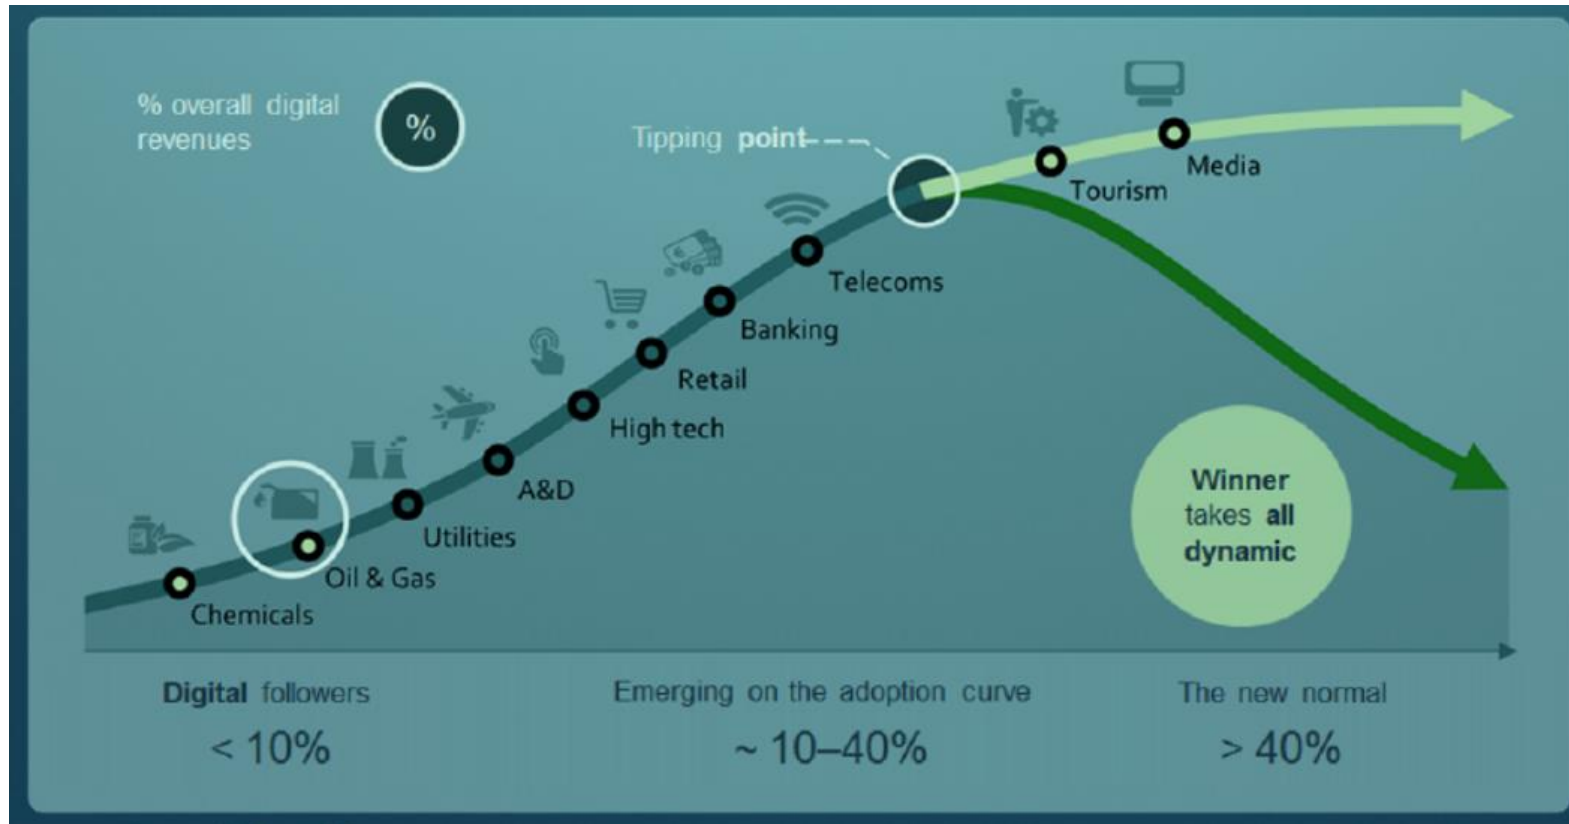 % overall digital
revenues
%
Tipping point
Media
Tourism
Telecoms
Banking
Retail
High tech
A&D
Utilities
Oil & Gas
Chemicals
Winner
takes all
dynamic
Digital followers
< 10%
Emerging on the adoption curve
~ 10–40%
The new normal
> 40%